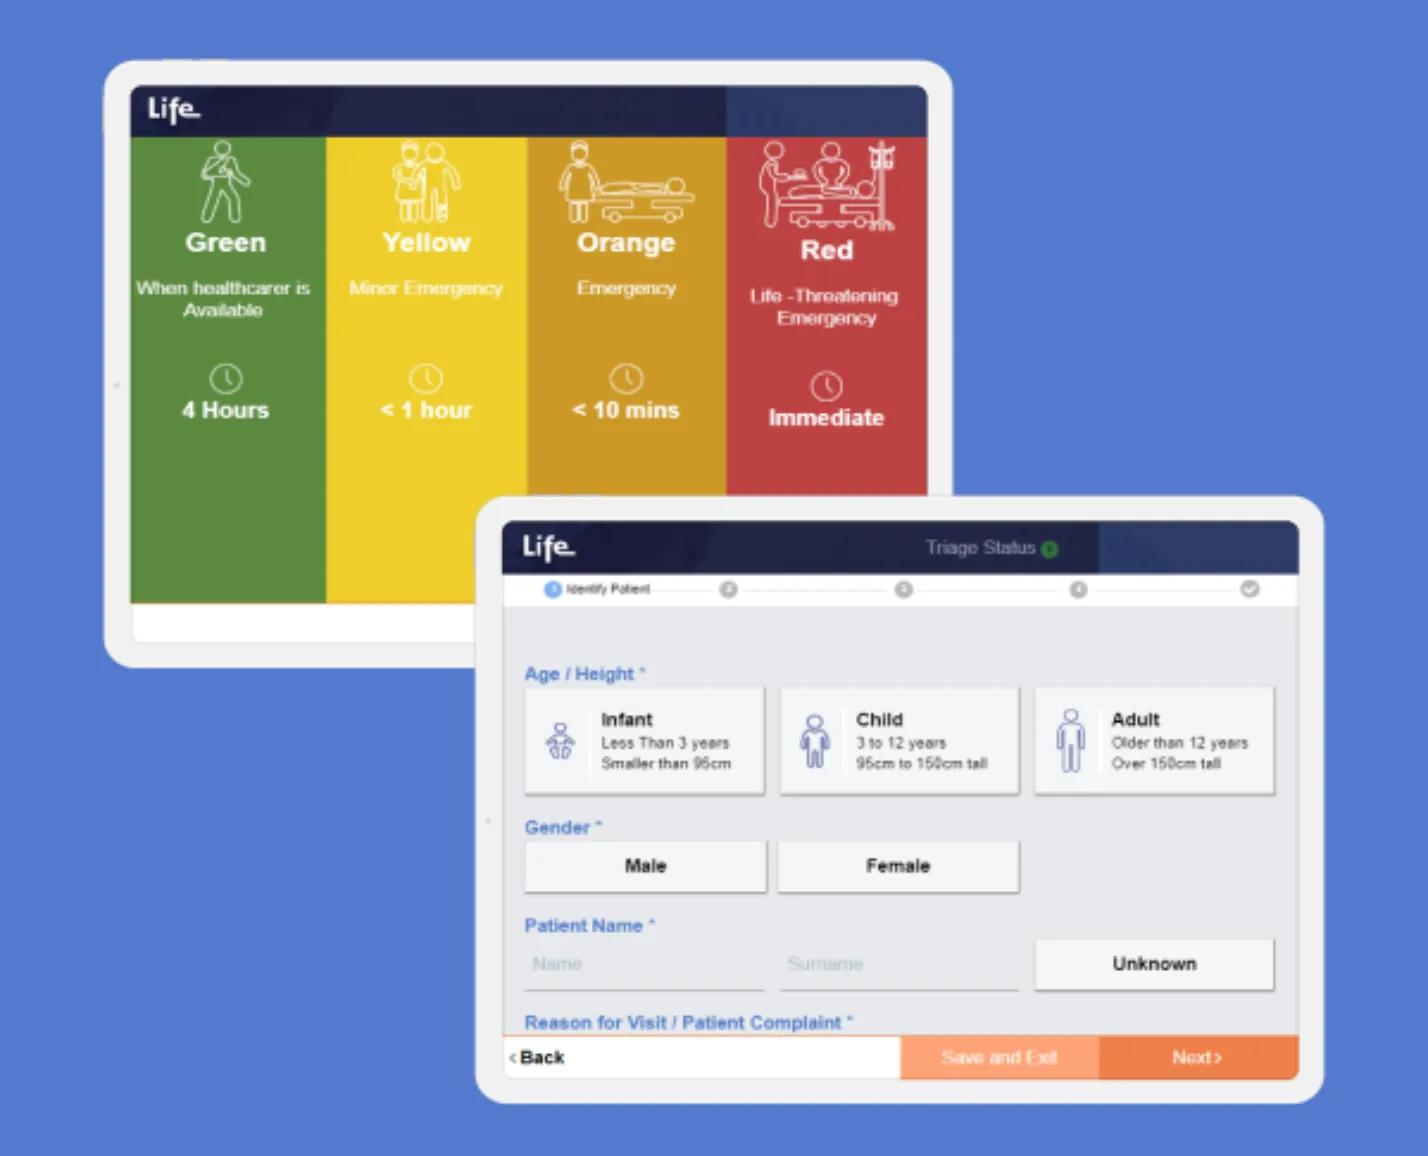 Life
Green
When healthcarer is
Available
4 Hours
Yellow
Minor Emergency
< 1 hour
Orange
Emergency
< 10 mins
Red
Life -Threatening
Emergency
Immediate
Life
Triage Status
1 Identify Patient
Age / Height *
Infant
Less Than 3 years
Smaller than 95cm
Child
3 to 12 years
95cm to 150cm tall
Adult
Older than 12 years
Over 150cm tall
Gender *
Male
Female
Patient Name *
Name
Surname
Unknown
Reason for Visit / Patient Complaint *
< Back
Save and Exit
Next >